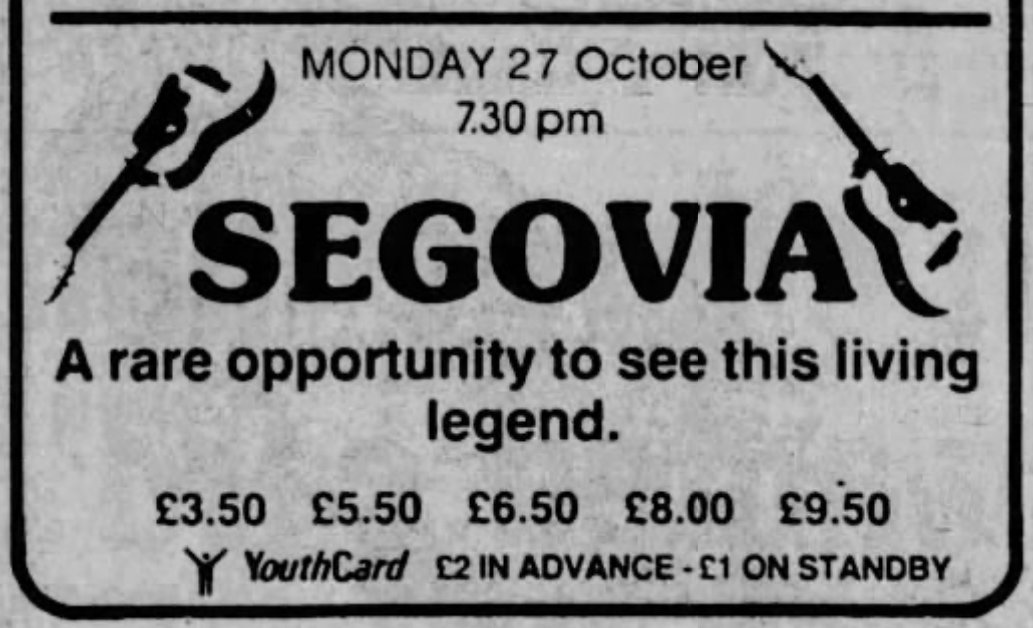 MONDAY 27 October
7.30 pm
SEGOVIA
A rare opportunity to see this living
legend.
£3.50 £5.50 £6.50 £8.00 £9.50
YouthCard £2 IN ADVANCE - £1 ON STANDBY